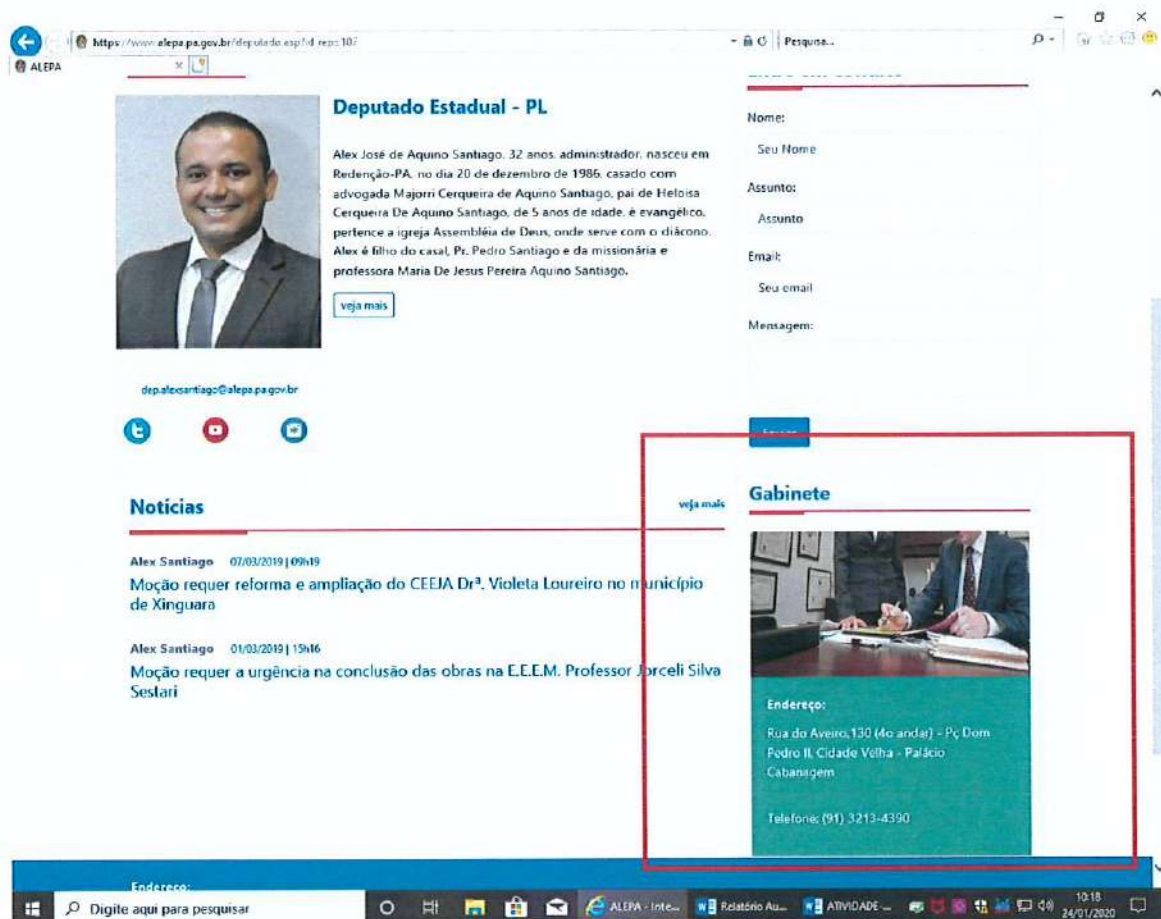 https://www.alepa.pa.gov.br/deputado.asp?id_repr=107
Pesquisa...
ALEPA
Deputado Estadual - PL
Alex José de Aquino Santiago, 32 anos, administrador, nasceu em
Redenção-PA, no dia 20 de dezembro de 1986, casado com
advogada Majorri Cerqueira de Aquino Santiago, pai de Heloisa
Cerqueira De Aquino Santiago, de 5 anos de idade, é evangélico,
pertence a igreja Assembléia de Deus, onde serve com o diácono.
Alex é filho do casal, Pr. Pedro Santiago e da missionária e
professora Maria De Jesus Pereira Aquino Santiago.
veja mais
dep.alexsantiago@alepa.pa.gov.br
Nome:
Seu Nome
Assunto:
Assunto
Email:
Seu email
Mensagem:
Notícias
veja mais
Alex Santiago 07/03/2019 | 09h19
Moção requer reforma e ampliação do CEEJA Drª. Violeta Loureiro no município
de Xinguara
Alex Santiago 01/03/2019 | 15h16
Moção requer a urgência na conclusão das obras na E.E.E.M. Professor Jorceli Silva
Sestari
Gabinete
Endereço:
Rua do Aveiro,130 (4o andar) - Pç Dom
Pedro II, Cidade Velha - Palácio
Cabanagem
Telefone: (91) 3213-4390
Endereço:
Digite aqui para pesquisar
ALEPA - Inte...
Relatório Au...
ATIVIDADE-...
10:18
24/01/2020